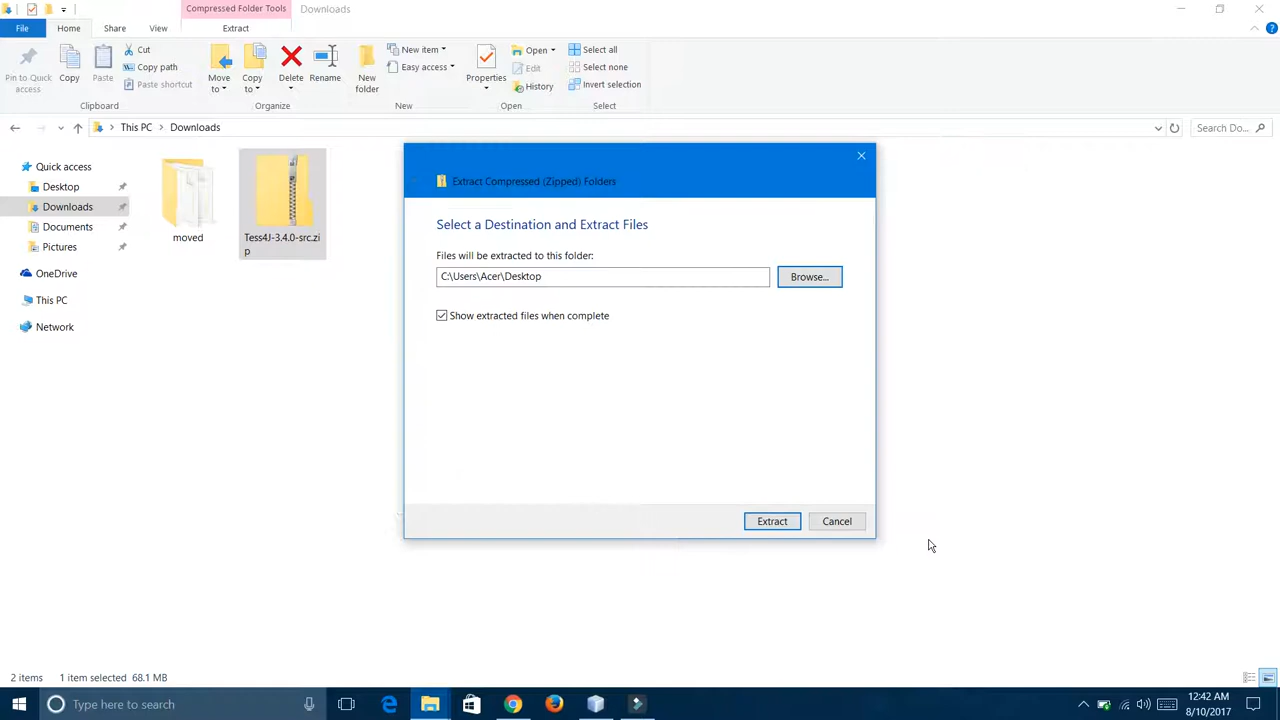 Compressed Folder Tools
Downloads
File
Home
Share
View
Extract
Pin to Quick
access
Copy
Paste
Cut
Copy path
Paste shortcut
Clipboard
Move
to
Copy
to
Delete
Rename
Organize
New
folder
New item
Easy access
New
Properties
Open
Edit
History
Open
Select all
Select none
Invert selection
Select
This PC
Downloads
Search Do...
Quick access
Desktop
Downloads
Documents
Pictures
OneDrive
This PC
Network
moved
Tess4J-3.4.0-src.zi
p
Extract Compressed (Zipped) Folders
Select a Destination and Extract Files
Files will be extracted to this folder:
C:\Users\Acer\Desktop
Browse...
Show extracted files when complete
Extract
Cancel
2 items
1 item selected 68.1 MB
Type here to search
12:42 AM
8/10/2017